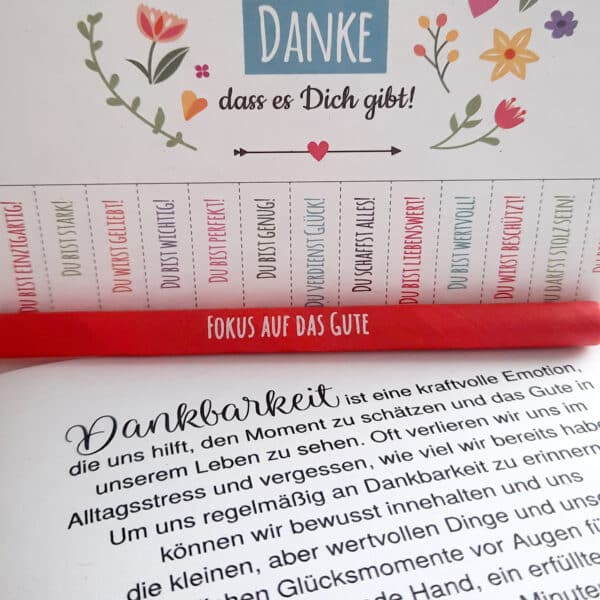 DANKE
dass es Dich gibt!
DU BIST EINZIGARTIG!
DU BIST STARK!
DU WIRST GELIEBT!
DU BIST WICHTIG!
DU BIST PERFEKT!
DU BIST GENUG!
DU VERDIENST GLÜCK!
DU SCHAFFST ALLES!
DU BIST LIEBENSWERT!
DU BIST WERTVOLL!
DU WIRST BESCHÜTZT!
DU DARFST STOLZ SEIN!
FOKUS AUF DAS GUTE
Dankbarkeit ist eine kraftvolle Emotion,
die uns hilft, den Moment zu schätzen und das Gute in
unserem Leben zu sehen. Oft verlieren wir uns im
Alltagsstress und vergessen, wie viel wir bereits habe
Um uns regelmäßig an Dankbarkeit zu erinnern
können wir bewusst innehalten und uns
die kleinen, aber wertvollen Dinge und unse
Glücksmomente vor Augen fü
Hand, ein erfüllte
Minute